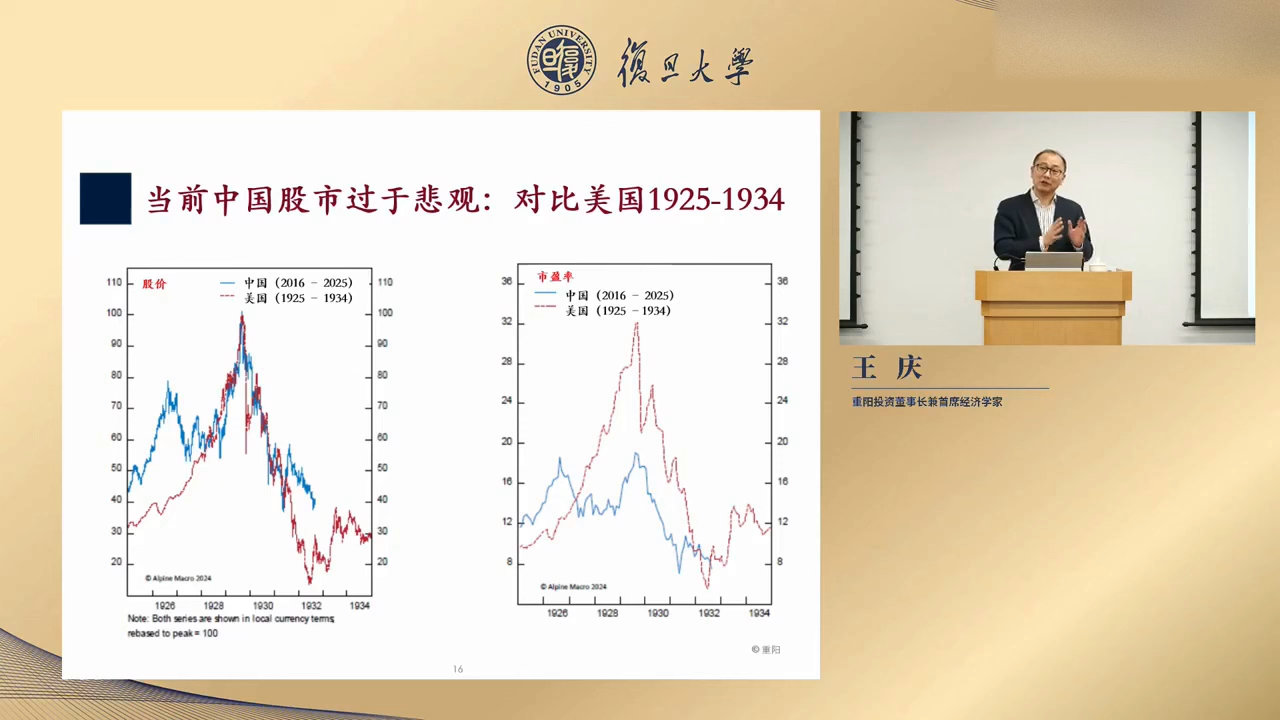 FUDAN UNIVERSITY
1905
復旦大學
当前中国股市过于悲观：对比美国1925-1934
股价
中国（2016 - 2025）
美国（1925 - 1934）
110 110
100 100
90 90
80 80
70 70
60 60
50 50
40 40
30 30
20 20
© Alpine Macro 2024
1926 1928 1930 1932 1934
Note: Both series are shown in local currency terms;
rebased to peak = 100
市盈率
中国（2016 - 2025）
美国（1925 - 1934）
36 36
32 32
28 28
24 24
20 20
16 16
12 12
8 8
© Alpine Macro 2024
1926 1928 1930 1932 1934
© 重阳
16
王 庆
重阳投资董事长兼首席经济学家